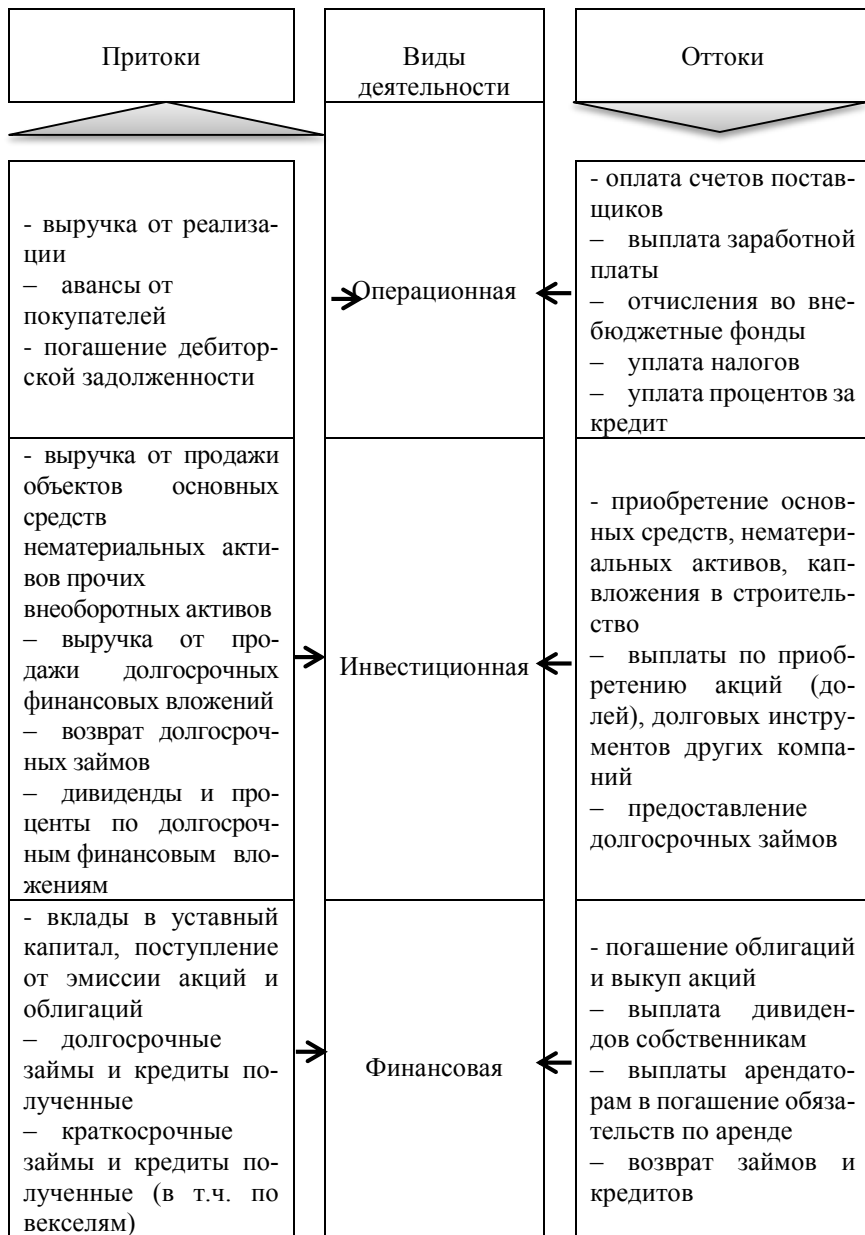 Притоки
Виды
деятельности
Оттоки
- выручка от реализа-
ции
– авансы от
покупателей
- погашение дебитор-
ской задолженности
Операционная
- оплата счетов постав-
щиков
– выплата заработной
платы
– отчисления во вне-
бюджетные фонды
– уплата налогов
– уплата процентов за
кредит
- выручка от продажи
объектов основных
средств
нематериальных акти-
вов прочих
внеоборотных активов
– выручка от про-
дажи долгосрочных
финансовых вложений
– возврат долгосроч-
ных займов
– дивиденды и про-
центы по долгосроч-
ным финансовым вло-
жениям
Инвестиционная
- приобретение основ-
ных средств, нематери-
альных активов, кап-
вложения в строитель-
ство
– выплаты по приоб-
ретению акций (до-
лей), долговых инстру-
ментов других компа-
ний
– предоставление
долгосрочных займов
- вклады в уставный
капитал, поступление
от эмиссии акций и
облигаций
– долгосрочные
займы и кредиты по-
лученные
– краткосрочные
займы и кредиты по-
лученные (в т.ч. по
векселям)
Финансовая
- погашение облигаций
и выкуп акций
– выплата дивиден-
дов собственникам
– выплаты арендато-
рам в погашение обяза-
тельств по аренде
– возврат займов и
кредитов